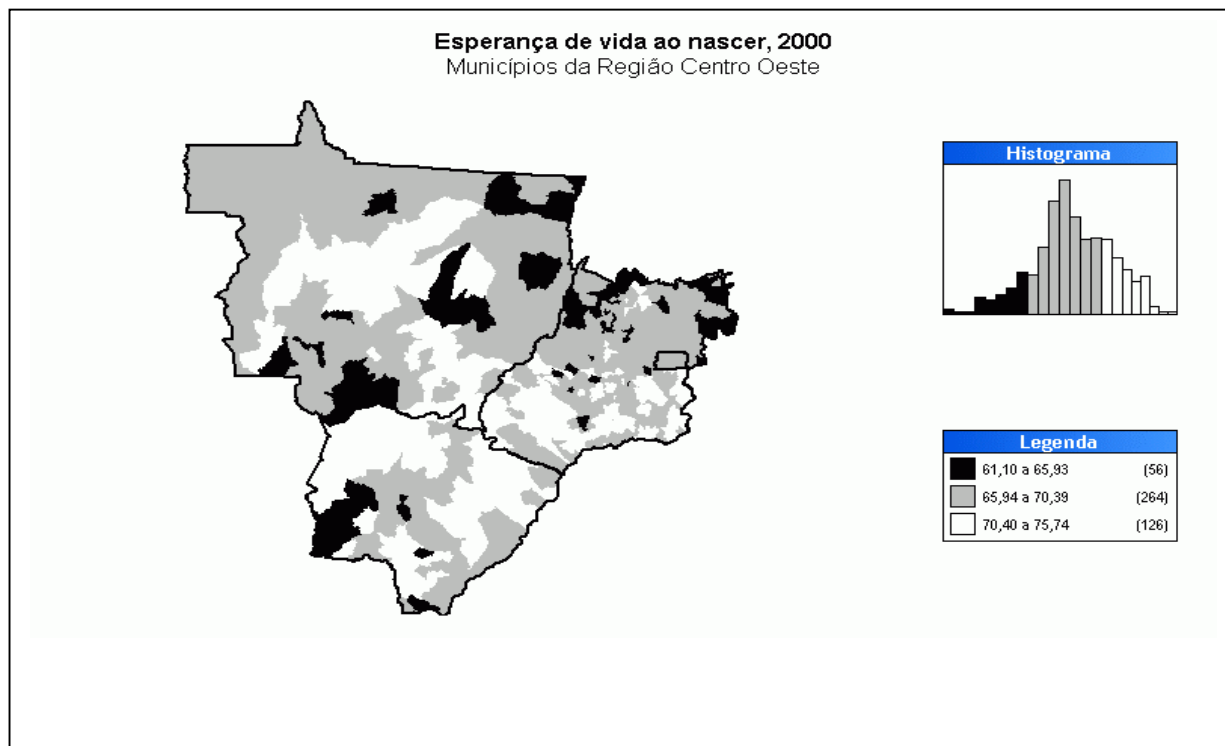 Esperança de vida ao nascer, 2000
Municípios da Região Centro Oeste
Histograma
Legenda
61,10 a 65,93 (56)
65,94 a 70,39 (264)
70,40 a 75,74 (126)